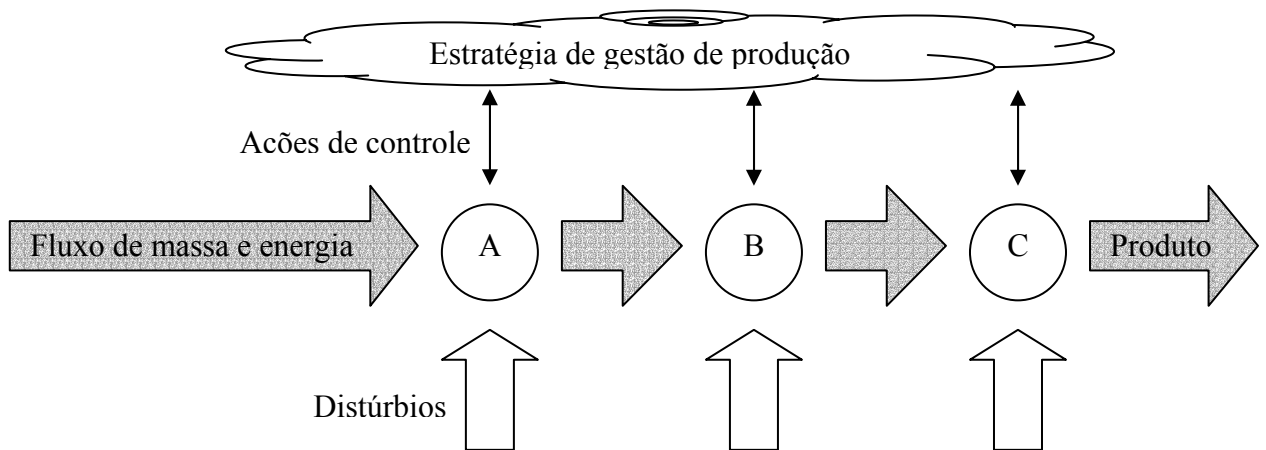 Estratégia de gestão de produção
Acões de controle
Fluxo de massa e energia
A
B
C
Produto
Distúrbios